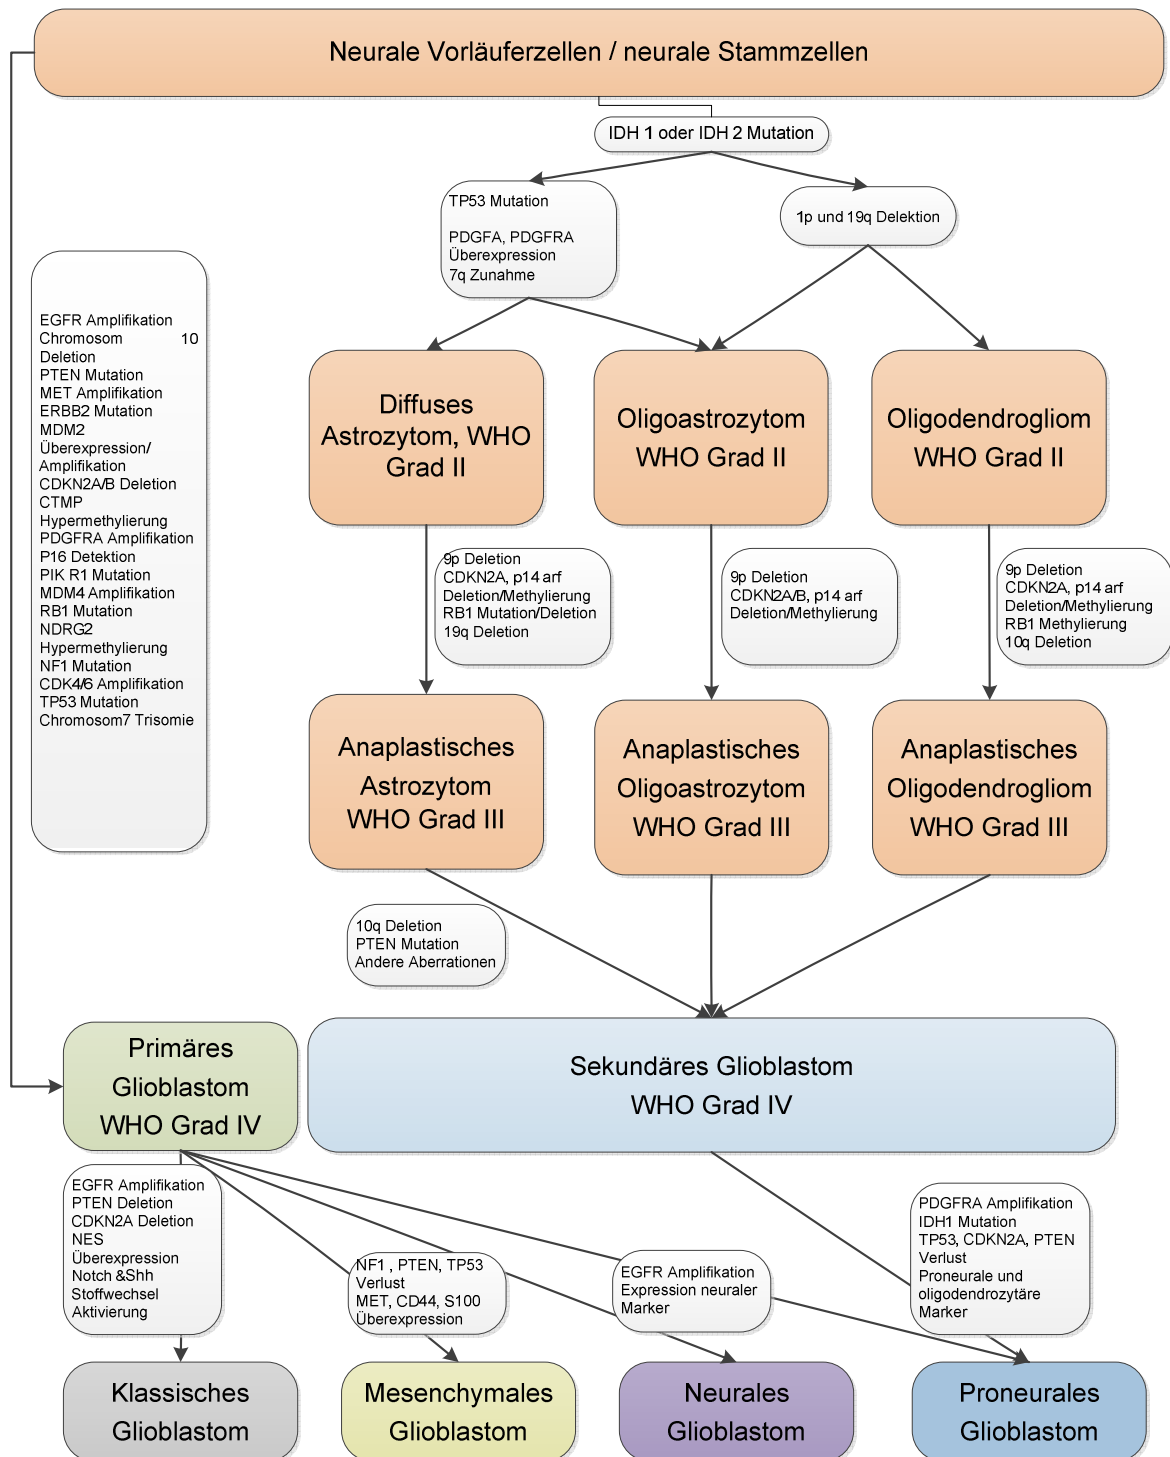 Neurale Vorläuferzellen / neurale Stammzellen
IDH 1 oder IDH 2 Mutation
TP53 Mutation
PDGFA, PDGFRA
Überexpression
7q Zunahme
1p und 19q Delektion
EGFR Amplifikation
Chromosom 10
Deletion
PTEN Mutation
MET Amplifikation
ERBB2 Mutation
MDM2
Überexpression/
Amplifikation
CDKN2A/B Deletion
CTMP
Hypermethylierung
PDGFRA Amplifikation
P16 Detektion
PIK R1 Mutation
MDM4 Amplifikation
RB1 Mutation
NDRG2
Hypermethylierung
NF1 Mutation
CDK4/6 Amplifikation
TP53 Mutation
Chromosom7 Trisomie
Diffuses
Astrozytom, WHO
Grad II
Oligoastrozytom
WHO Grad II
Oligodendrogliom
WHO Grad II
9p Deletion
CDKN2A, p14 arf
Deletion/Methylierung
RB1 Mutation/Deletion
19q Deletion
9p Deletion
CDKN2A/B, p14 arf
Deletion/Methylierung
9p Deletion
CDKN2A, p14 arf
Deletion/Methylierung
RB1 Methylierung
10q Deletion
Anaplastisches
Astrozytom
WHO Grad III
Anaplastisches
Oligoastrozytom
WHO Grad III
Anaplastisches
Oligodendrogliom
WHO Grad III
10q Deletion
PTEN Mutation
Andere Aberrationen
Primäres
Glioblastom
WHO Grad IV
Sekundäres Glioblastom
WHO Grad IV
EGFR Amplifikation
PTEN Deletion
CDKN2A Deletion
NES
Überexpression
Notch &Shh
Stoffwechsel
Aktivierung
NF1 , PTEN, TP53
Verlust
MET, CD44, S100
Überexpression
EGFR Amplifikation
Expression neuraler
Marker
PDGFRA Amplifikation
IDH1 Mutation
TP53, CDKN2A, PTEN
Verlust
Proneurale und
oligodendrozytäre
Marker
Klassisches
Glioblastom
Mesenchymales
Glioblastom
Neurales
Glioblastom
Proneurales
Glioblastom